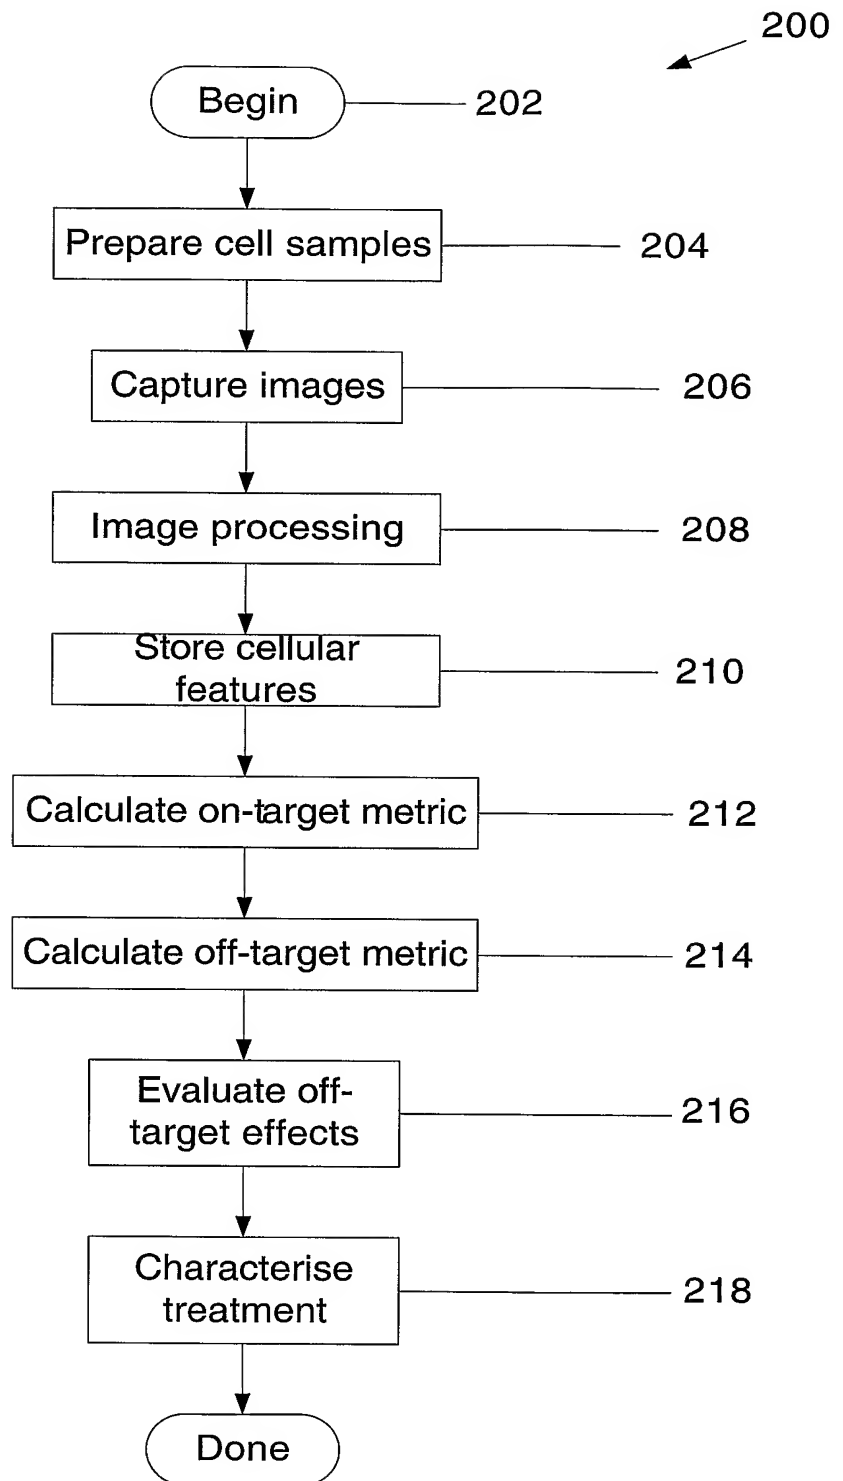 200
Begin 202
Prepare cell samples 204
Capture images 206
Image processing 208
Store cellular
features
210
Calculate on-target metric 212
Calculate off-target metric 214
Evaluate off-
target effects
216
Characterise
treatment
218
Done